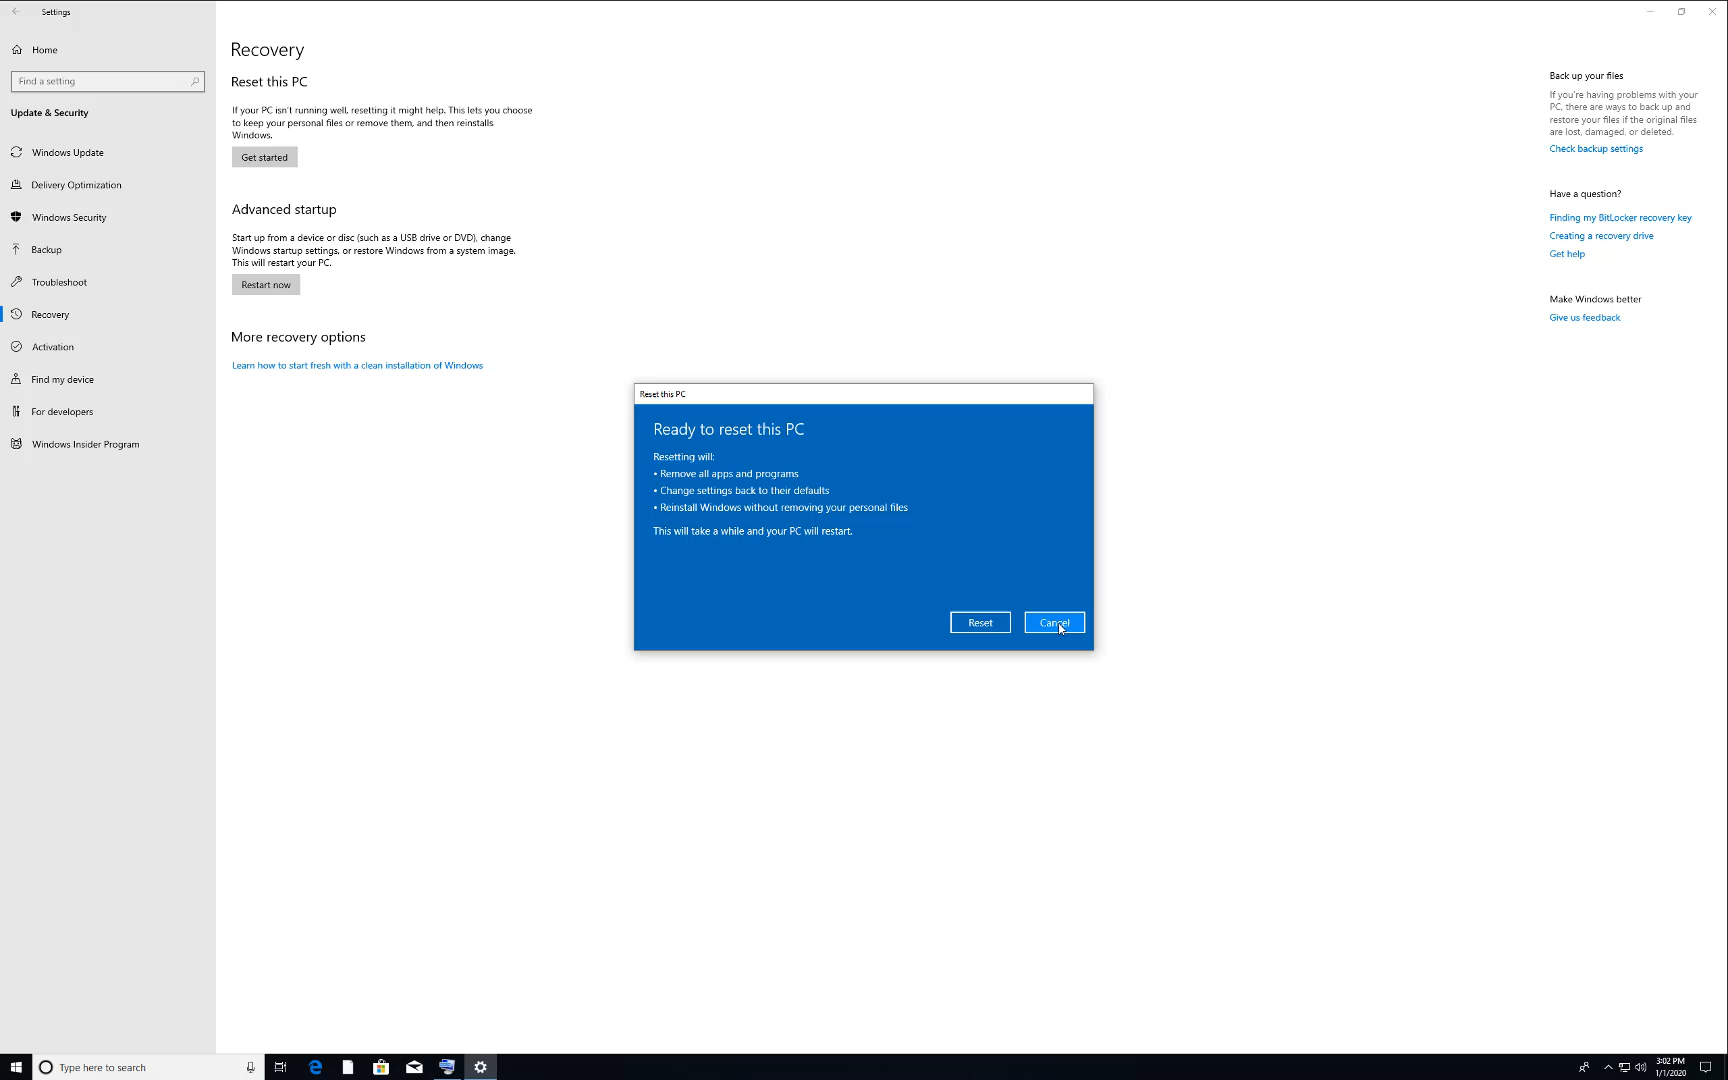 Settings
Home
Find a setting
Update & Security
Windows Update
Delivery Optimization
Windows Security
Backup
Troubleshoot
Recovery
Activation
Find my device
For developers
Windows Insider Program
Recovery
Reset this PC
If your PC isn't running well, resetting it might help. This lets you choose
to keep your personal files or remove them, and then reinstalls
Windows.
Get started
Advanced startup
Start up from a device or disc (such as a USB drive or DVD), change
Windows startup settings, or restore Windows from a system image.
This will restart your PC.
Restart now
More recovery options
Learn how to start fresh with a clean installation of Windows
Back up your files
If you're having problems with your
PC, there are ways to back up and
restore your files if the original files
are lost, damaged, or deleted.
Check backup settings
Have a question?
Finding my BitLocker recovery key
Creating a recovery drive
Get help
Make Windows better
Give us feedback
Reset this PC
Ready to reset this PC
Resetting will:
• Remove all apps and programs
• Change settings back to their defaults
• Reinstall Windows without removing your personal files
This will take a while and your PC will restart.
Reset
Cancel
Type here to search
3:02 PM
1/1/2020